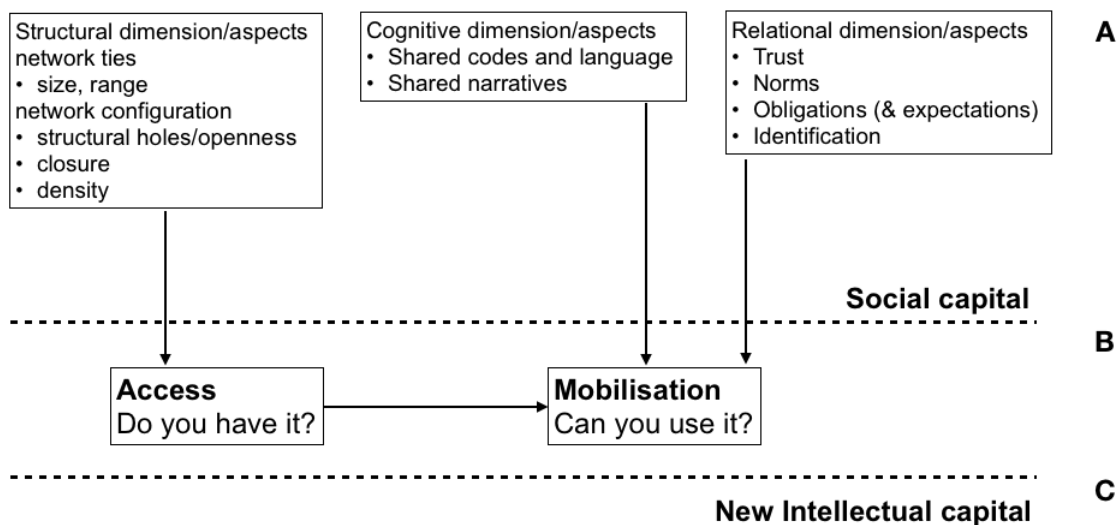 Structural dimension/aspects
network ties
• size, range
network configuration
• structural holes/openness
• closure
• density
Cognitive dimension/aspects
• Shared codes and language
• Shared narratives
Relational dimension/aspects
• Trust
• Norms
• Obligations (& expectations)
• Identification
A
Social capital
B
Access
Do you have it?
Mobilisation
Can you use it?
C
New Intellectual capital